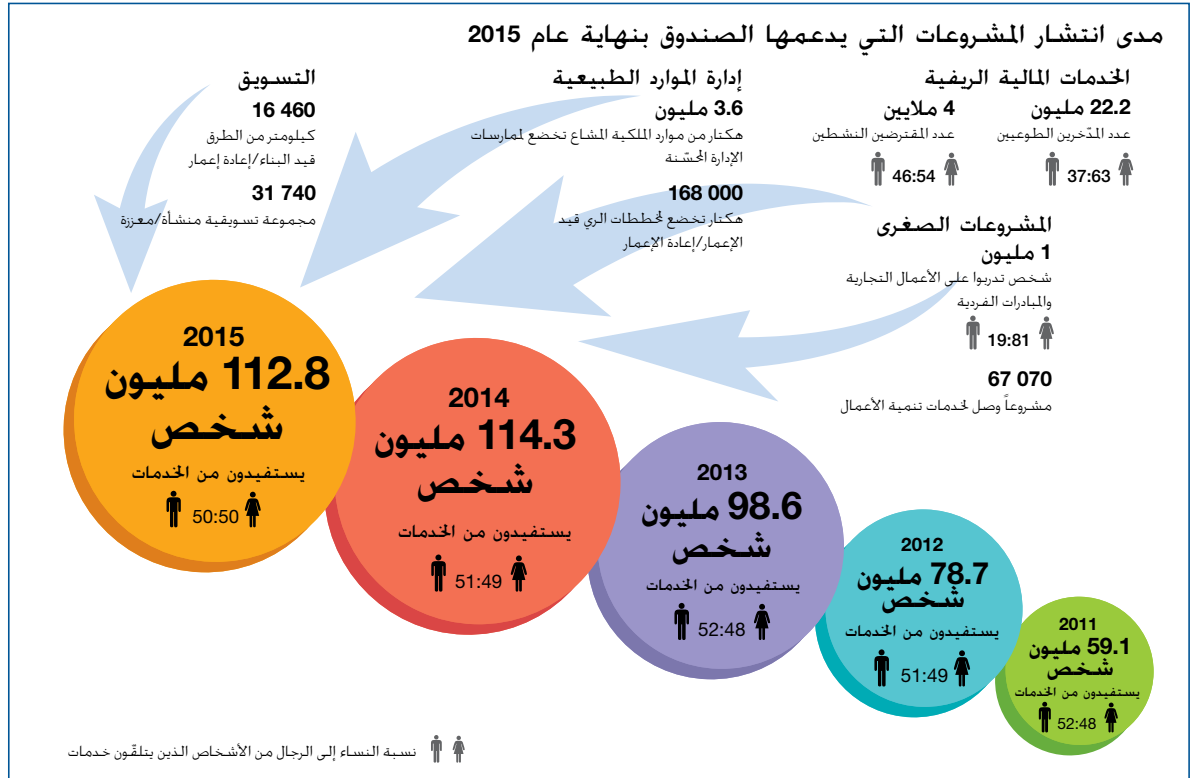 مدى انتشار المشروعات التي يدعمها الصندوق بنهاية عام 2015
الخدمات المالية الريفية
22.2 مليون
عدد المدّخرين الطوعيين
37:63
4 ملايين
عدد المقترضين النشطين
46:54
المشروعات الصغرى
1 مليون
شخص تدربوا على الأعمال التجارية
والمبادرات الفردية
19:81
67 070
مشروعاً وصل لخدمات تنمية الأعمال
إدارة الموارد الطبيعية
3.6 مليون
هكتار من موارد الملكية المشاع تخضع لممارسات
الإدارة المحسّنة
168 000
هكتار تخضع لمخططات الري قيد
الإعمار/إعادة الإعمار
التسويق
16 460
كيلومتر من الطرق
قيد البناء/إعادة إعمار
31 740
مجموعة تسويقية منشأة/معززة
2015
112.8 مليون
شخص
يستفيدون من الخدمات
50:50
2014
114.3 مليون
شخص
يستفيدون من الخدمات
51:49
2013
98.6 مليون
شخص
يستفيدون من الخدمات
52:48
2012
78.7 مليون
شخص
يستفيدون من الخدمات
51:49
2011
59.1 مليون
شخص
يستفيدون من الخدمات
52:48
نسبة النساء إلى الرجال من الأشخاص الذين يتلقّون خدمات